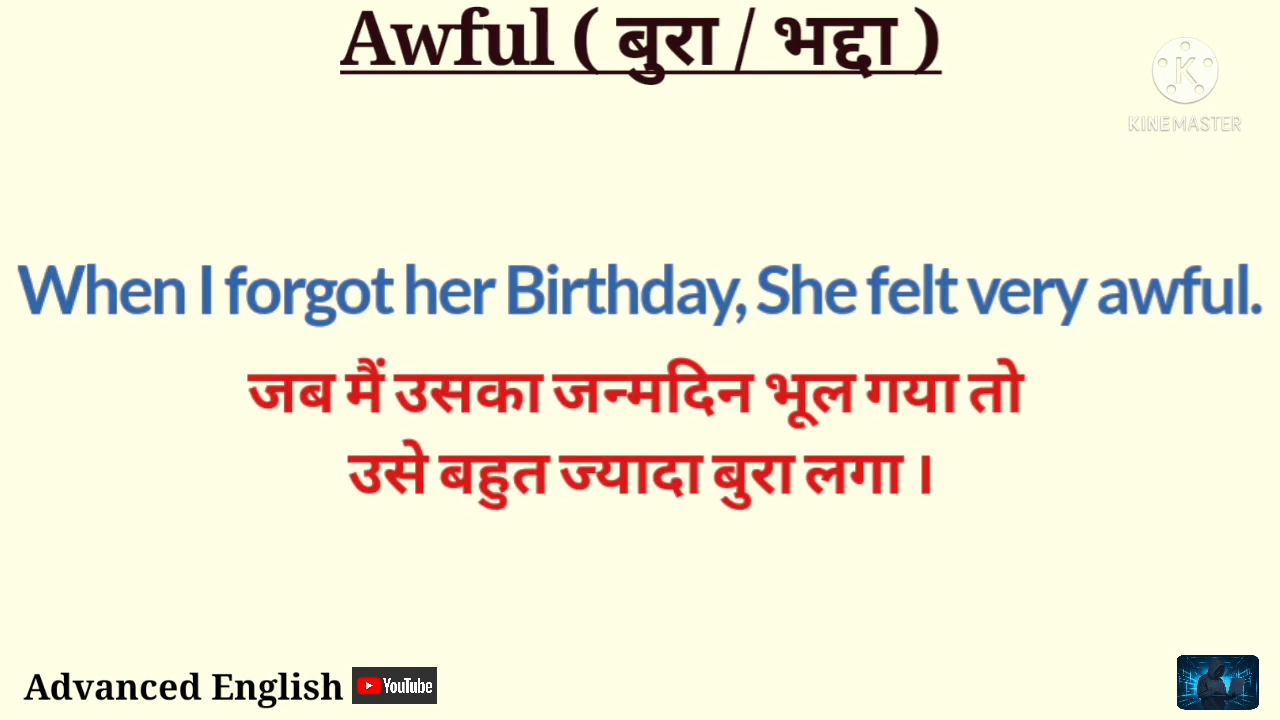 Awful ( बुरा / भद्दा )
KINEMASTER
When I forgot her Birthday, She felt very awful.
जब मैं उसका जन्मदिन भूल गया तो
उसे बहुत ज्यादा बुरा लगा ।
Advanced English YouTube